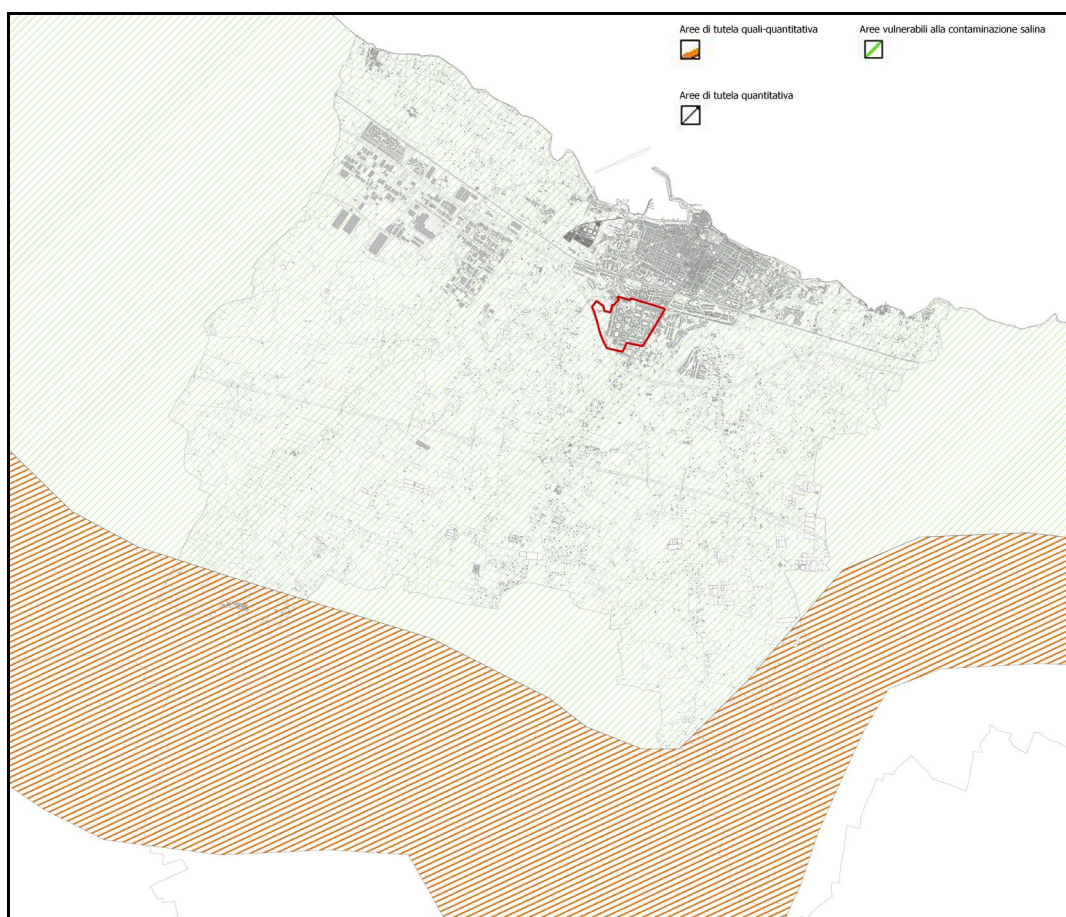 Aree di tutela quali-quantitativa
Aree vulnerabili alla contaminazione salina
Aree di tutela quantitativa